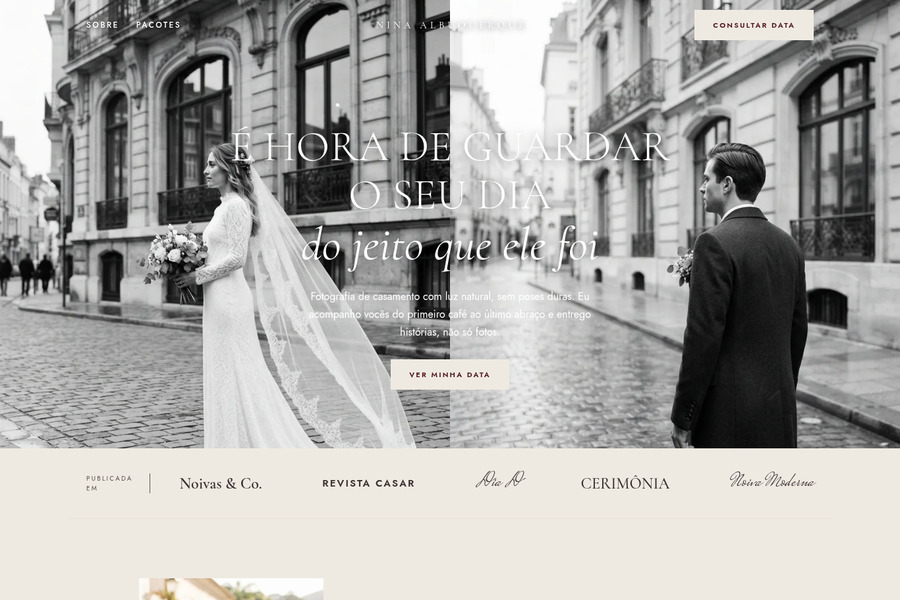 SOBRE PACOTES NINA ALBUQUERQUE CONSULTAR DATA
É HORA DE GUARDAR
O SEU DIA
do jeito que ele foi
Fotografia de casamento com luz natural, sem poses duras. Eu
acompanho vocês do primeiro café ao último abraço e entrego
histórias, não só fotos.
VER MINHA DATA
PUBLICADA
EM
Noivas & Co. REVISTA CASAR Dia D CERIMÔNIA Noiva Moderna